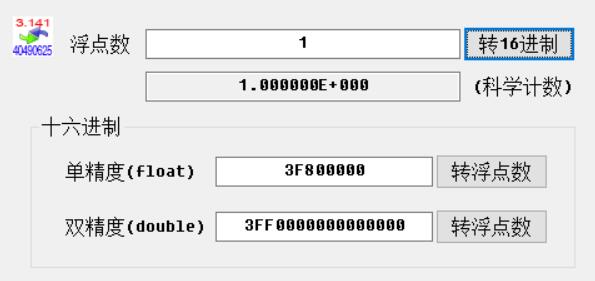 3.141
40490625
浮点数 1 转16进制
1.000000E+000 (科学计数)
十六进制
单精度(float) 3F800000 转浮点数
双精度(double) 3FF0000000000000 转浮点数